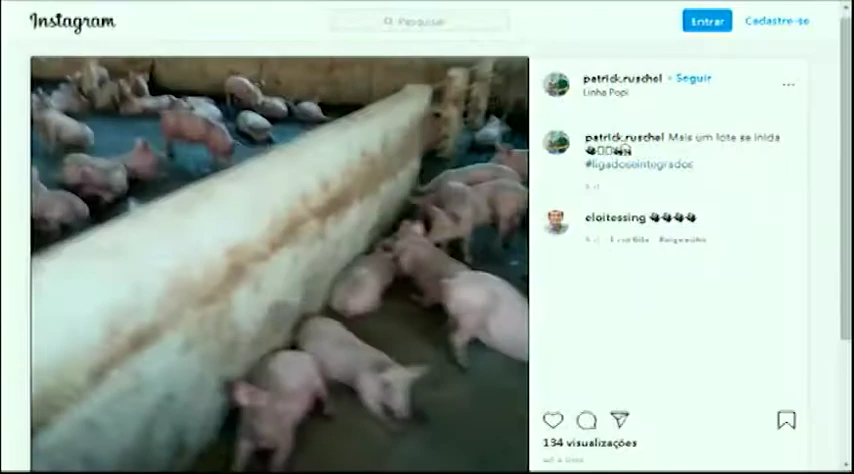 Instagram
Pesquisar
Entrar
Cadastre-se
patrick.ruschel • Seguir
Linha Popi
patrick.ruschel Mais um lote se inicia
#ligadoseintegrados
eloitessing
134 visualizações